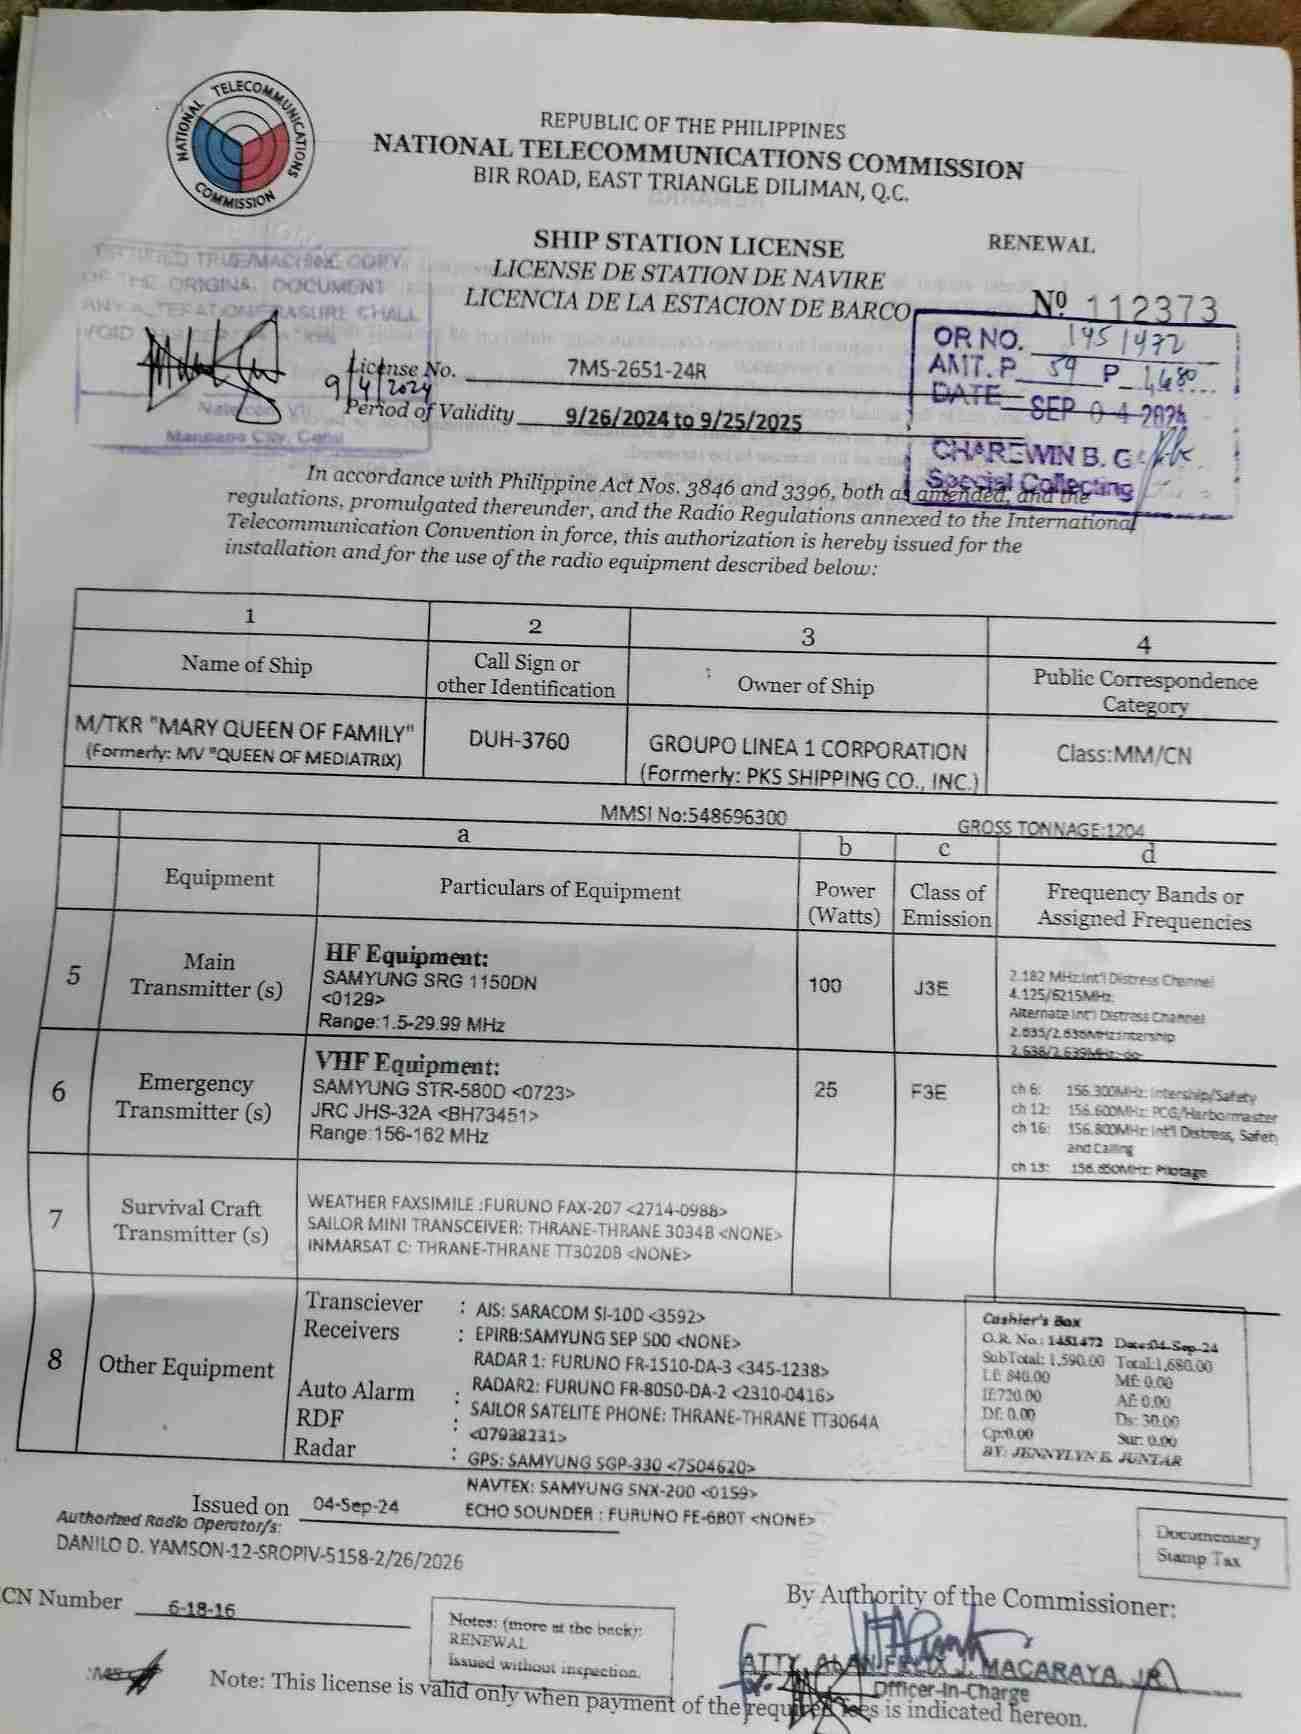 NATIONAL TELECOMMUNICATIONS COMMISSION
REPUBLIC OF THE PHILIPPINES
NATIONAL TELECOMMUNICATIONS COMMISSION
BIR ROAD, EAST TRIANGLE DILIMAN, Q.C.
SHIP STATION LICENSE
RENEWAL
LICENSE DE STATION DE NAVIRE
LICENCIA DE LA ESTACION DE BARCO
Nº 112373
TRUE/MACHINE COPY
OF THE ORIGINAL DOCUMENT
VOID
OR NO. 1451472
AMT. P 59 P 1,680
DATE SEP 04 2024
CHAREWIN B. G
Special Collecting
License No. 7MS-2651-24R
9/4/2024
Period of Validity 9/26/2024 to 9/25/2025
In accordance with Philippine Act Nos. 3846 and 3396, both as amended, and the
regulations, promulgated thereunder, and the Radio Regulations annexed to the International
Telecommunication Convention in force, this authorization is hereby issued for the
installation and for the use of the radio equipment described below:
1 2 3 4
Name of Ship
Call Sign or
other Identification
Owner of Ship
Public Correspondence
Category
M/TKR "MARY QUEEN OF FAMILY"
(Formerly: MV "QUEEN OF MEDIATRIX)
DUH-3760
GROUPO LINEA 1 CORPORATION
(Formerly: PKS SHIPPING CO., INC.)
Class:MM/CN
MMSI No:548696300
GROSS TONNAGE:1204
a b c d
Equipment
Particulars of Equipment
Power
(Watts)
Class of
Emission
Frequency Bands or
Assigned Frequencies
5
Main
Transmitter (s)
HF Equipment:
SAMYUNG SRG 1150DN
<0129>
Range:1.5-29.99 MHz
100
J3E
2.182 MHz:Int'l Distress Channel
4.125/6215MHz:
Alternate Int'l Distress Channel
2.635/2.636MHz:Intership
2.638/2.639MHz:-do-
6
Emergency
Transmitter (s)
VHF Equipment:
SAMYUNG STR-580D <0723>
JRC JHS-32A <BH73451>
Range:156-162 MHz
25
F3E
ch 6: 156.300MHz: Intership/Safety
ch 12: 156.600MHz: PCG/Harbormaster
ch 16: 156.800MHz: Int'l Distress, Safety
and Calling
ch 13: 156.650MHz: Pilotage
7
Survival Craft
Transmitter (s)
WEATHER FAXSIMILE :FURUNO FAX-207 <2714-0988>
SAILOR MINI TRANSCEIVER: THRANE-THRANE 3034B <NONE>
INMARSAT C: THRANE-THRANE TT3020B <NONE>
8
Other Equipment
Transciever : AIS: SARACOM SI-10D <3592>
Receivers : EPIRB:SAMYUNG SEP 500 <NONE>
RADAR 1: FURUNO FR-1510-DA-3 <345-1238>
Auto Alarm : RADAR2: FURUNO FR-8050-DA-2 <2310-0416>
RDF : SAILOR SATELITE PHONE: THRANE-THRANE TT3064A
<07938231>
Radar : GPS: SAMYUNG SGP-330 <7504620>
NAVTEX: SAMYUNG SNX-200 <0159>
ECHO SOUNDER : FURUNO FE-680T <NONE>
Cashier's Box
O.R. No.: 1451472 Date:04-Sep-24
SubTotal: 1,590.00 Total:1,680.00
Lf: 840.00 Mf: 0.00
If:720.00 Af: 0.00
Df: 0.00 Ds: 30.00
Cp:0.00 Sur: 0.00
BY: JENNYLYN E. JUNTAR
Issued on 04-Sep-24
Authorized Radio Operator/s:
DANILO D. YAMSON-12-SROPIV-5158-2/26/2026
Documentary
Stamp Tax
CN Number 6-18-16
Notes: (more at the back):
RENEWAL
Issued without inspection.
By Authority of the Commissioner:
ATTY. ALAN FELIX J. MACARAYA, JR
Officer-In-Charge
Note: This license is valid only when payment of the required fees is indicated hereon.